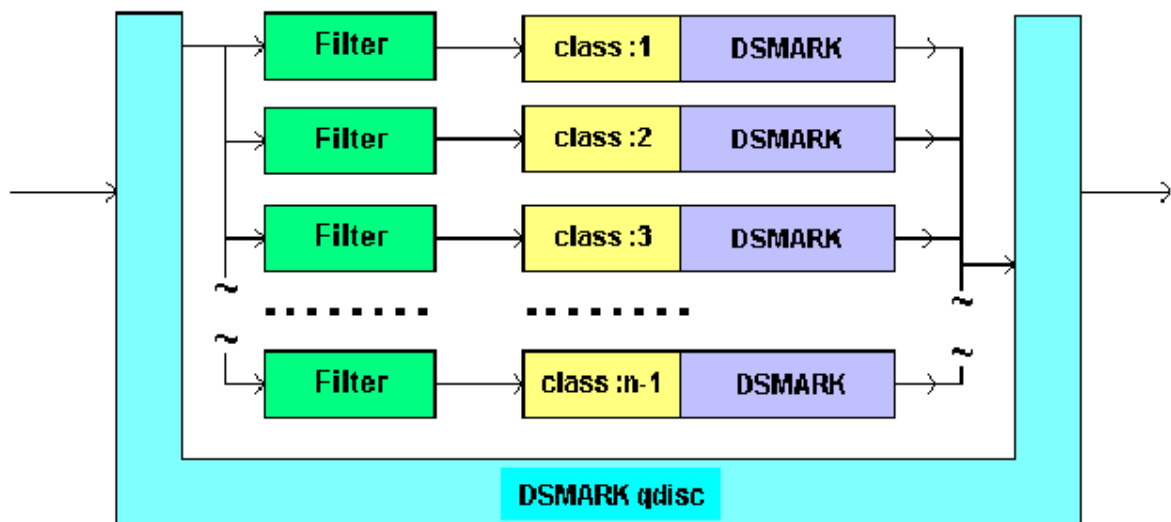 Filter class :1 DSMARK
Filter class :2 DSMARK
Filter class :3 DSMARK
Filter class :n-1 DSMARK
DSMARK qdisc